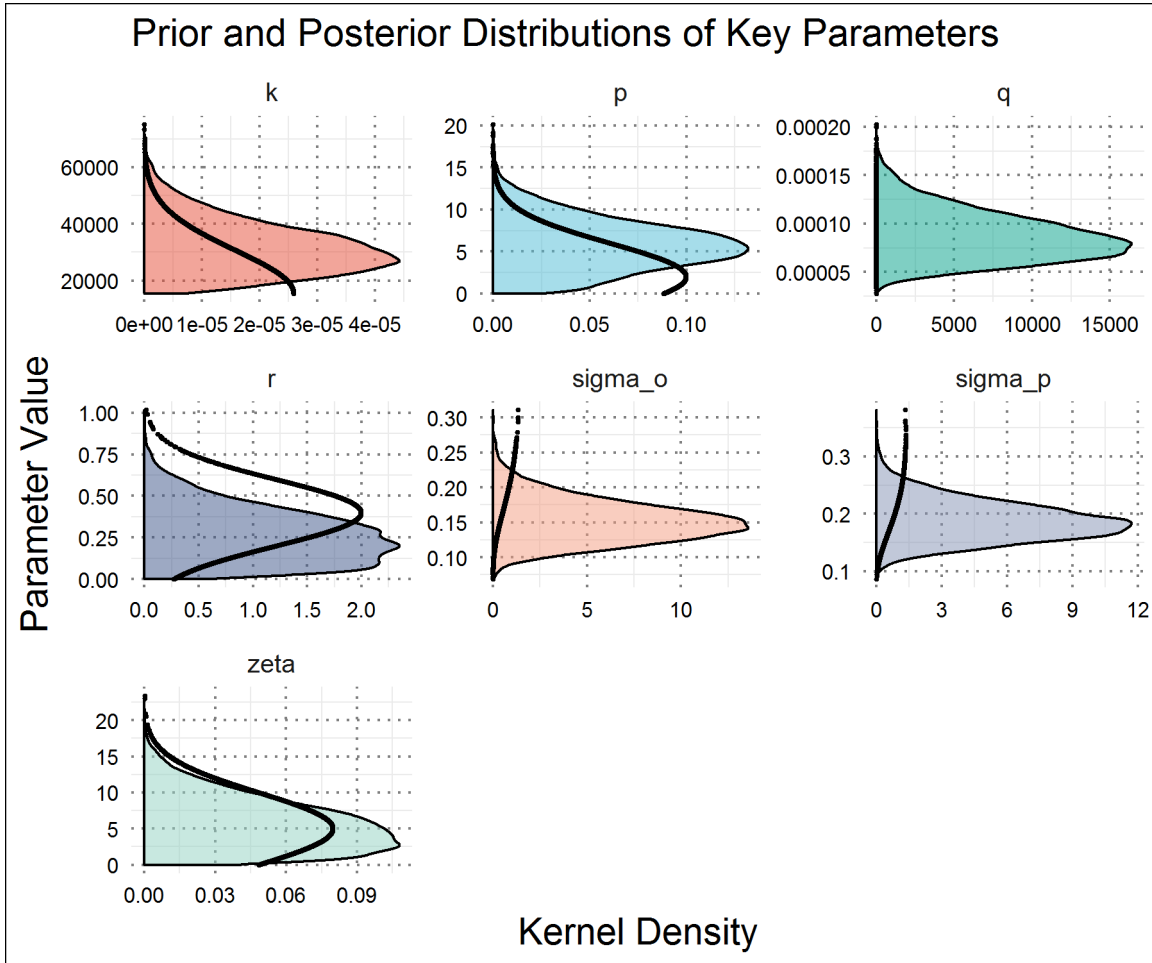 Prior and Posterior Distributions of Key Parameters
k
p
q
60000
40000
20000
0e+00 1e-05 2e-05 3e-05 4e-05
20
15
10
5
0
0.00 0.05 0.10
0.00020
0.00015
0.00010
0.00005
0 5000 10000 15000
r
sigma_o
sigma_p
1.00
0.75
0.50
0.25
0.00
0.0 0.5 1.0 1.5 2.0
0.30
0.25
0.20
0.15
0.10
0 5 10
0.3
0.2
0.1
0 3 6 9 12
Parameter Value
zeta
20
15
10
5
0
0.00 0.03 0.06 0.09
Kernel Density